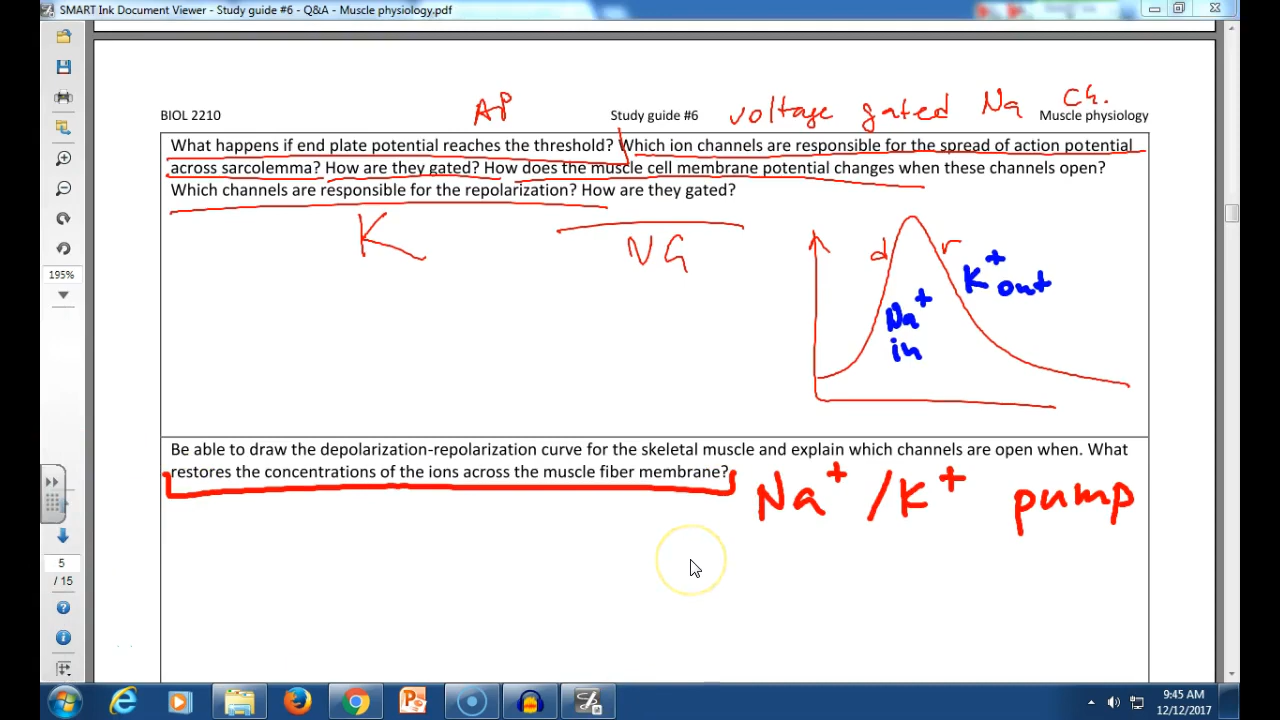 SMART Ink Document Viewer - Study guide #6 - Q&A - Muscle physiology.pdf
AP
voltage gated Na Ch.
BIOL 2210 Study guide #6 Muscle physiology
What happens if end plate potential reaches the threshold? Which ion channels are responsible for the spread of action potential
across sarcolemma? How are they gated? How does the muscle cell membrane potential changes when these channels open?
Which channels are responsible for the repolarization? How are they gated?
K
d
r
K+ out
Na+
in
195%
Be able to draw the depolarization-repolarization curve for the skeletal muscle and explain which channels are open when. What
restores the concentrations of the ions across the muscle fiber membrane?
Na+ /K+ pump
5
/ 15
9:45 AM
12/12/2017